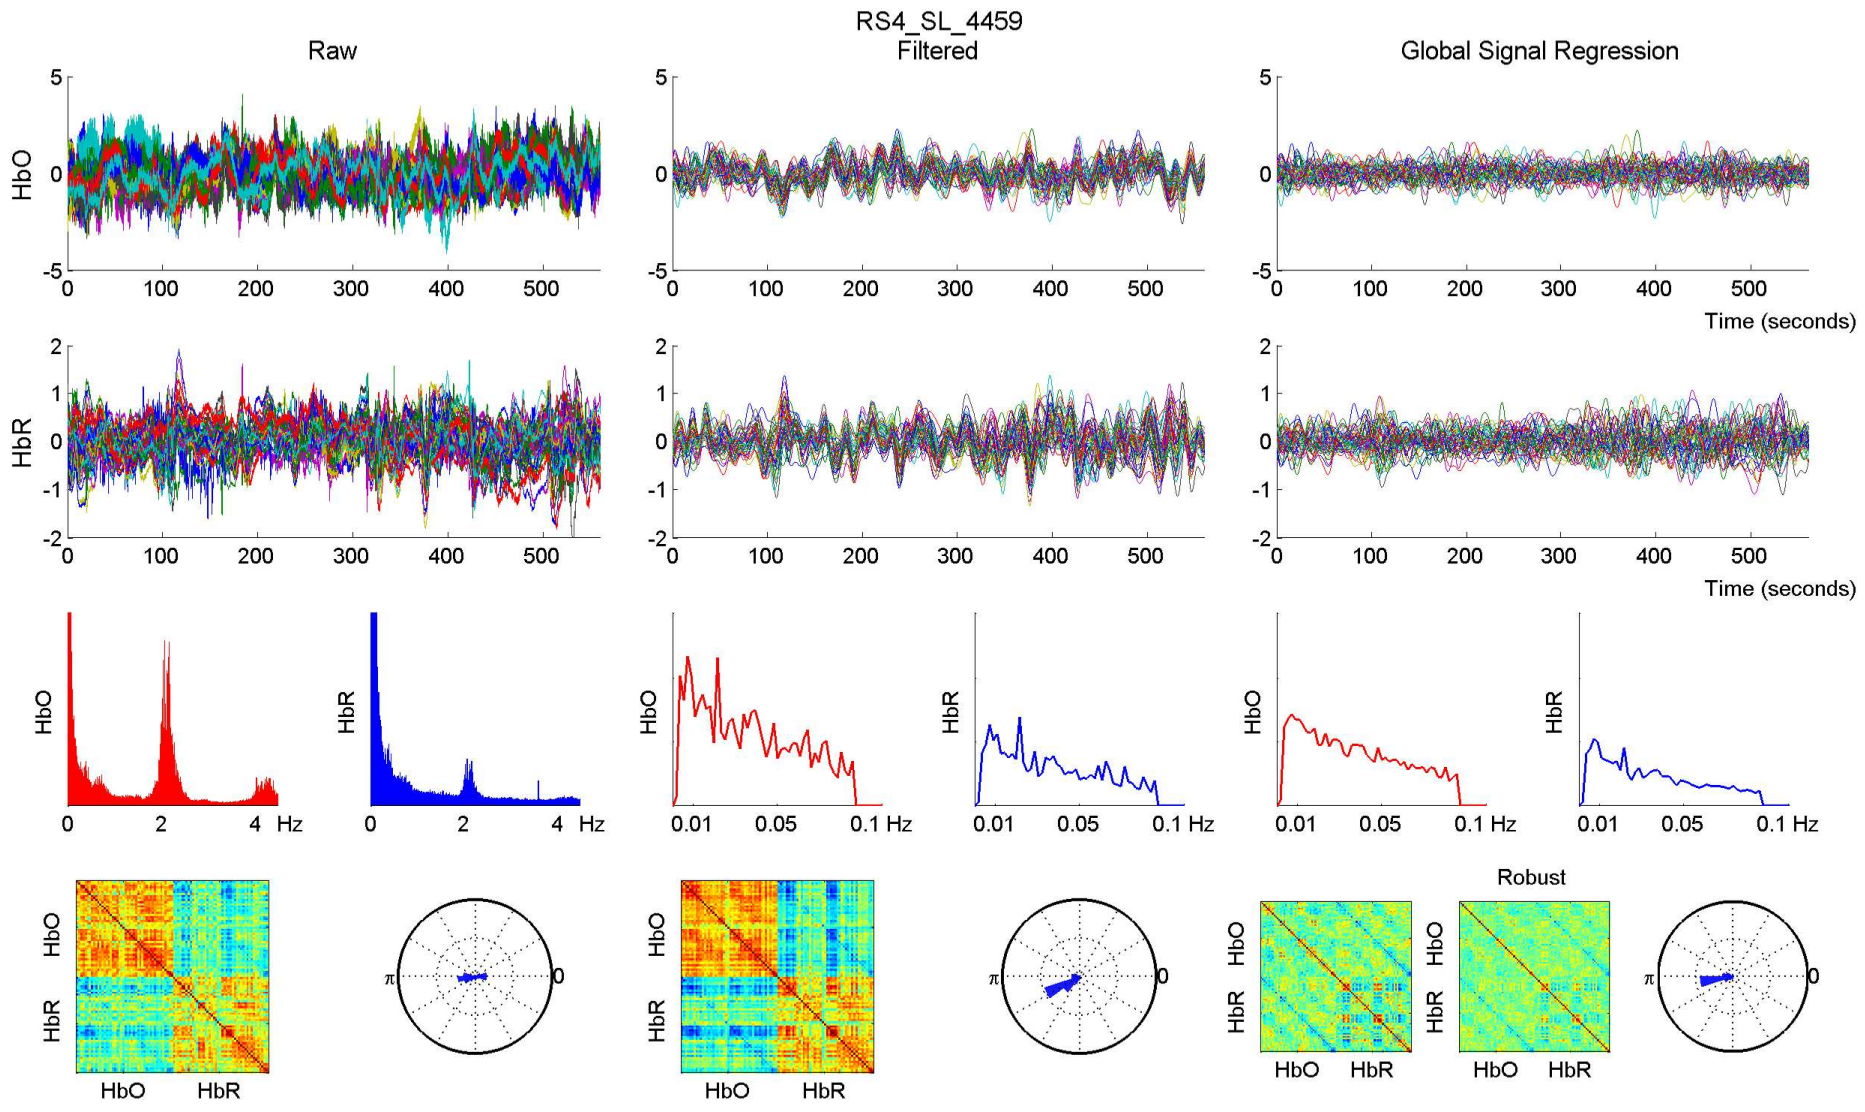 RS4_SL_4459
Raw
Filtered
Global Signal Regression
HbO
5
0
-5
0 100 200 300 400 500
5
0
-5
0 100 200 300 400 500
5
0
-5
0 100 200 300 400 500
Time (seconds)
HbR
2
1
0
-1
-2
0 100 200 300 400 500
2
1
0
-1
-2
0 100 200 300 400 500
2
1
0
-1
-2
0 100 200 300 400 500
Time (seconds)
HbO
0 2 4 Hz
HbR
0 2 4 Hz
HbO
0.01 0.05 0.1 Hz
HbR
0.01 0.05 0.1 Hz
HbO
0.01 0.05 0.1 Hz
HbR
0.01 0.05 0.1 Hz
HbO
HbR
HbO HbR
π 0
HbO
HbR
HbO HbR
π 0
HbO
HbR
HbO HbR
Robust
HbO
HbR
HbO HbR
π 0